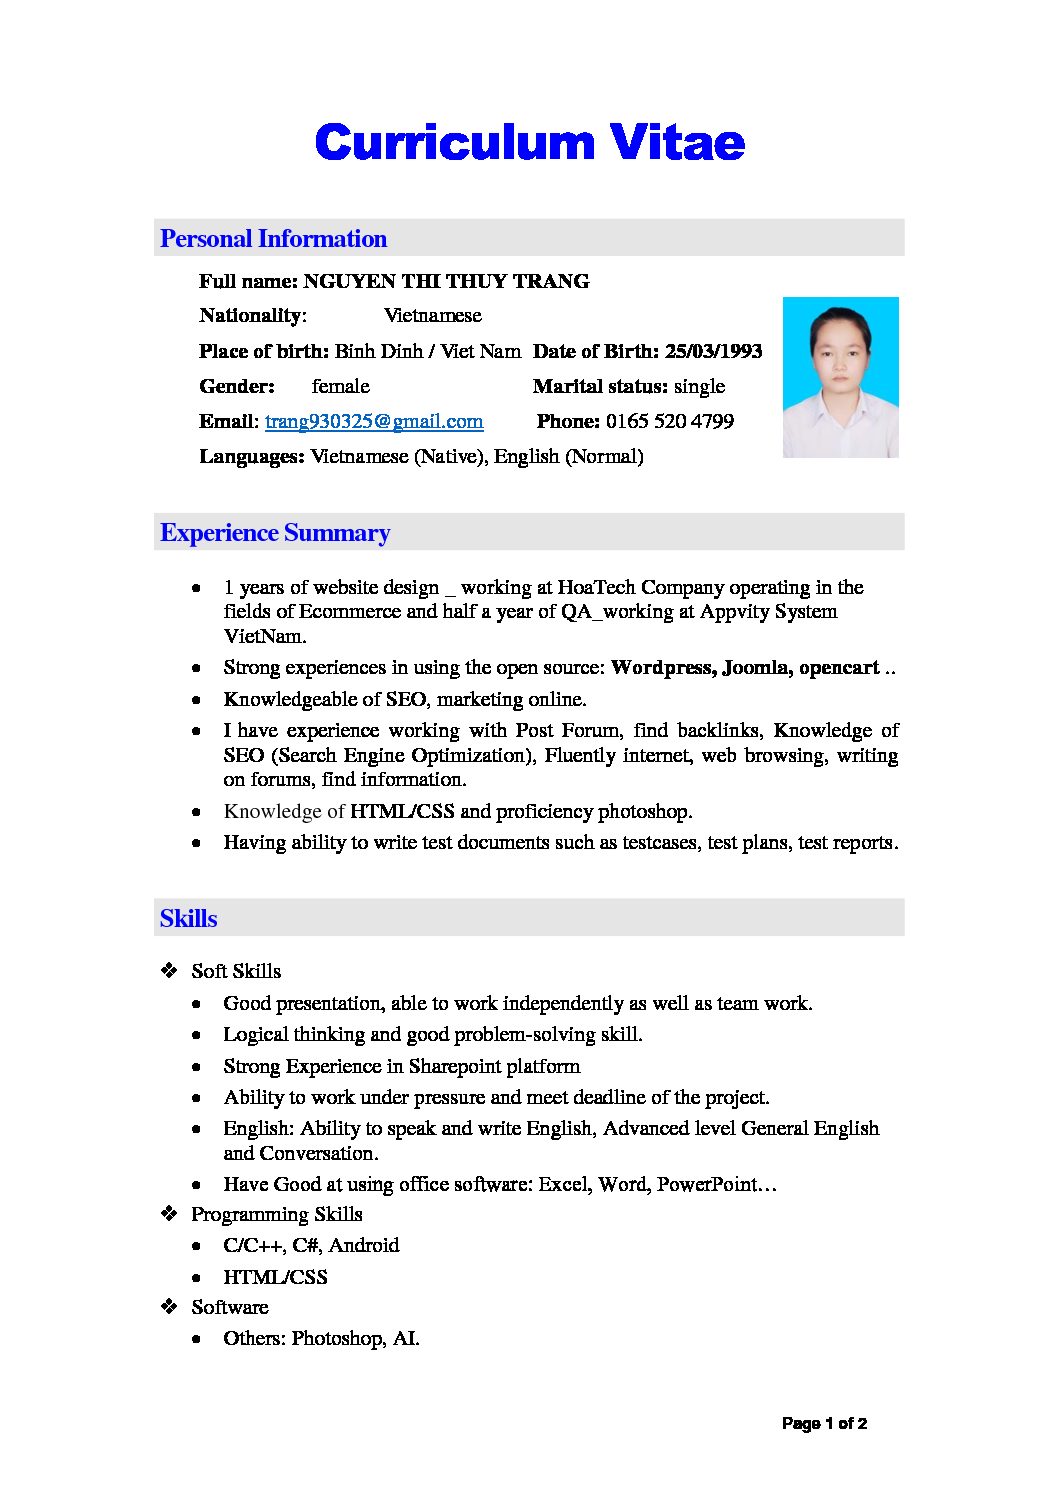 Curriculum Vitae
Personal Information
Full name: NGUYEN THI THUY TRANG
Nationality: Vietnamese
Place of birth: Binh Dinh / Viet Nam Date of Birth: 25/03/1993
Gender: female Marital status: single
Email: trang930325@gmail.com Phone: 0165 520 4799
Languages: Vietnamese (Native), English (Normal)
Experience Summary
• 1 years of website design _ working at HoaTech Company operating in the
fields of Ecommerce and half a year of QA_working at Appvity System
VietNam.
• Strong experiences in using the open source: Wordpress, Joomla, opencart ..
• Knowledgeable of SEO, marketing online.
• I have experience working with Post Forum, find backlinks, Knowledge of
SEO (Search Engine Optimization), Fluently internet, web browsing, writing
on forums, find information.
• Knowledge of HTML/CSS and proficiency photoshop.
• Having ability to write test documents such as testcases, test plans, test reports.
Skills
❖ Soft Skills
• Good presentation, able to work independently as well as team work.
• Logical thinking and good problem-solving skill.
• Strong Experience in Sharepoint platform
• Ability to work under pressure and meet deadline of the project.
• English: Ability to speak and write English, Advanced level General English
and Conversation.
• Have Good at using office software: Excel, Word, PowerPoint…
❖ Programming Skills
• C/C++, C#, Android
• HTML/CSS
❖ Software
• Others: Photoshop, AI.
Page 1 of 2